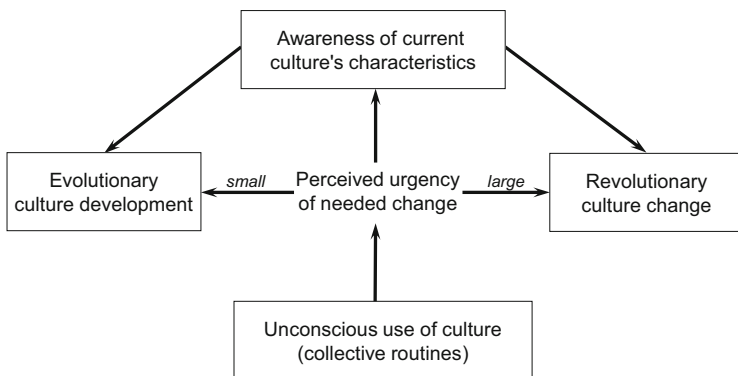 Awareness of current
culture's characteristics
Evolutionary
culture development
small
Perceived urgency
of needed change
large
Revolutionary
culture change
Unconscious use of culture
(collective routines)